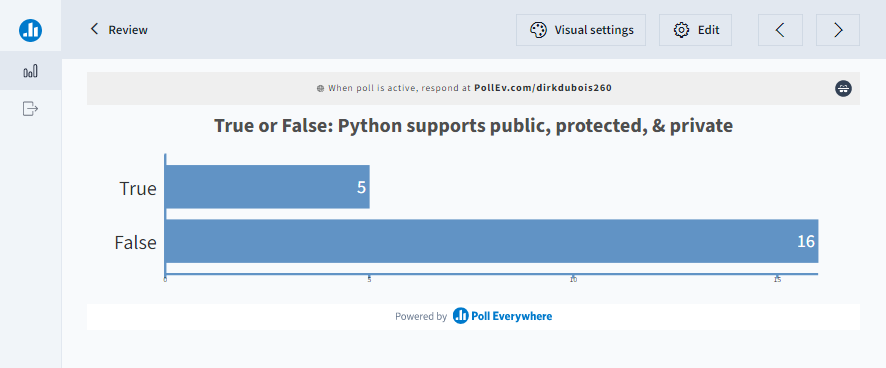 Review
Visual settings
Edit
When poll is active, respond at PollEv.com/dirkdubois260
True or False: Python supports public, protected, & private
True
5
False
16
0 5 10 15
Powered by Poll Everywhere